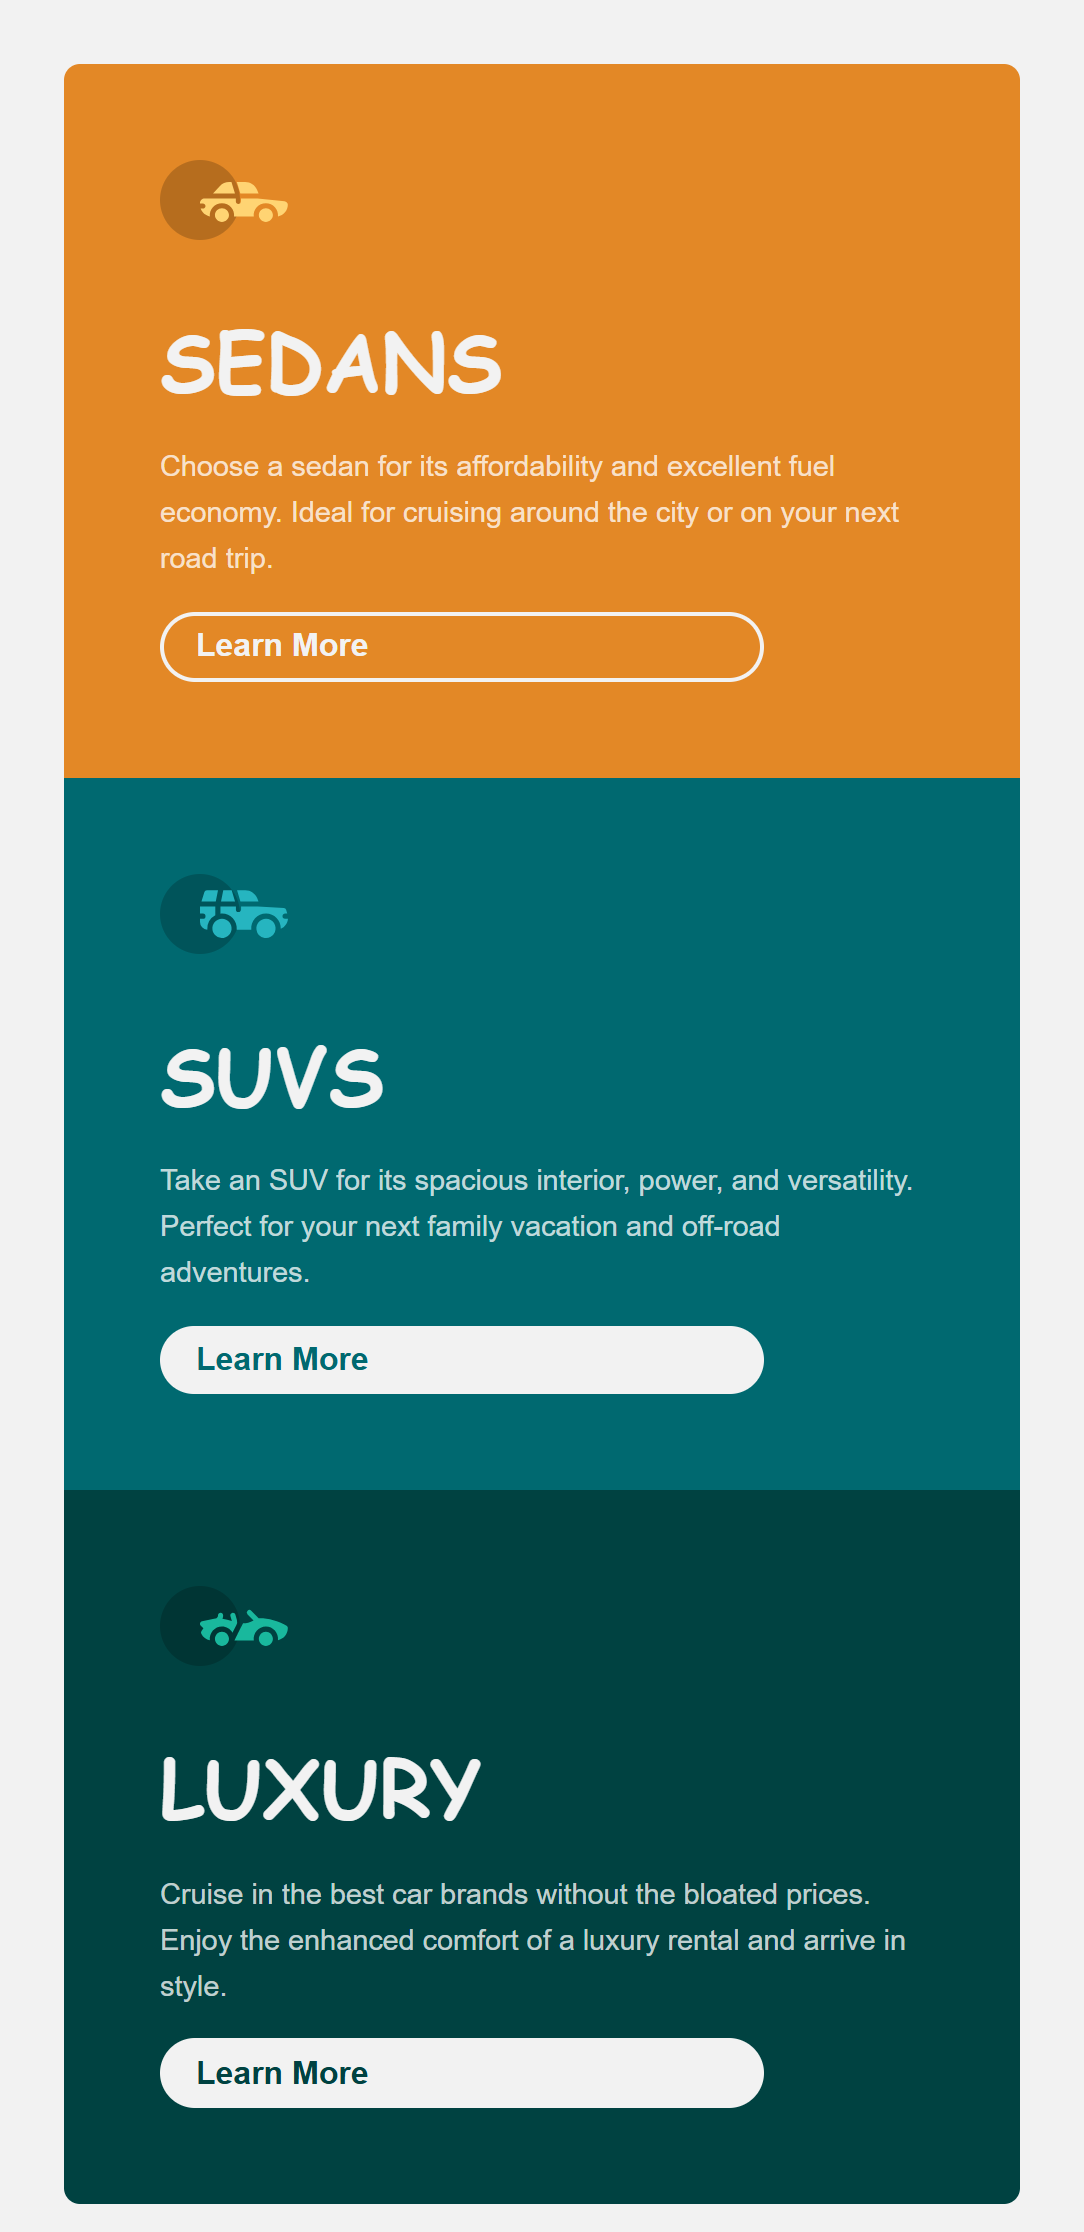 SEDANS
Choose a sedan for its affordability and excellent fuel
economy. Ideal for cruising around the city or on your next
road trip.
Learn More
SUVS
Take an SUV for its spacious interior, power, and versatility.
Perfect for your next family vacation and off-road
adventures.
Learn More
LUXURY
Cruise in the best car brands without the bloated prices.
Enjoy the enhanced comfort of a luxury rental and arrive in
style.
Learn More